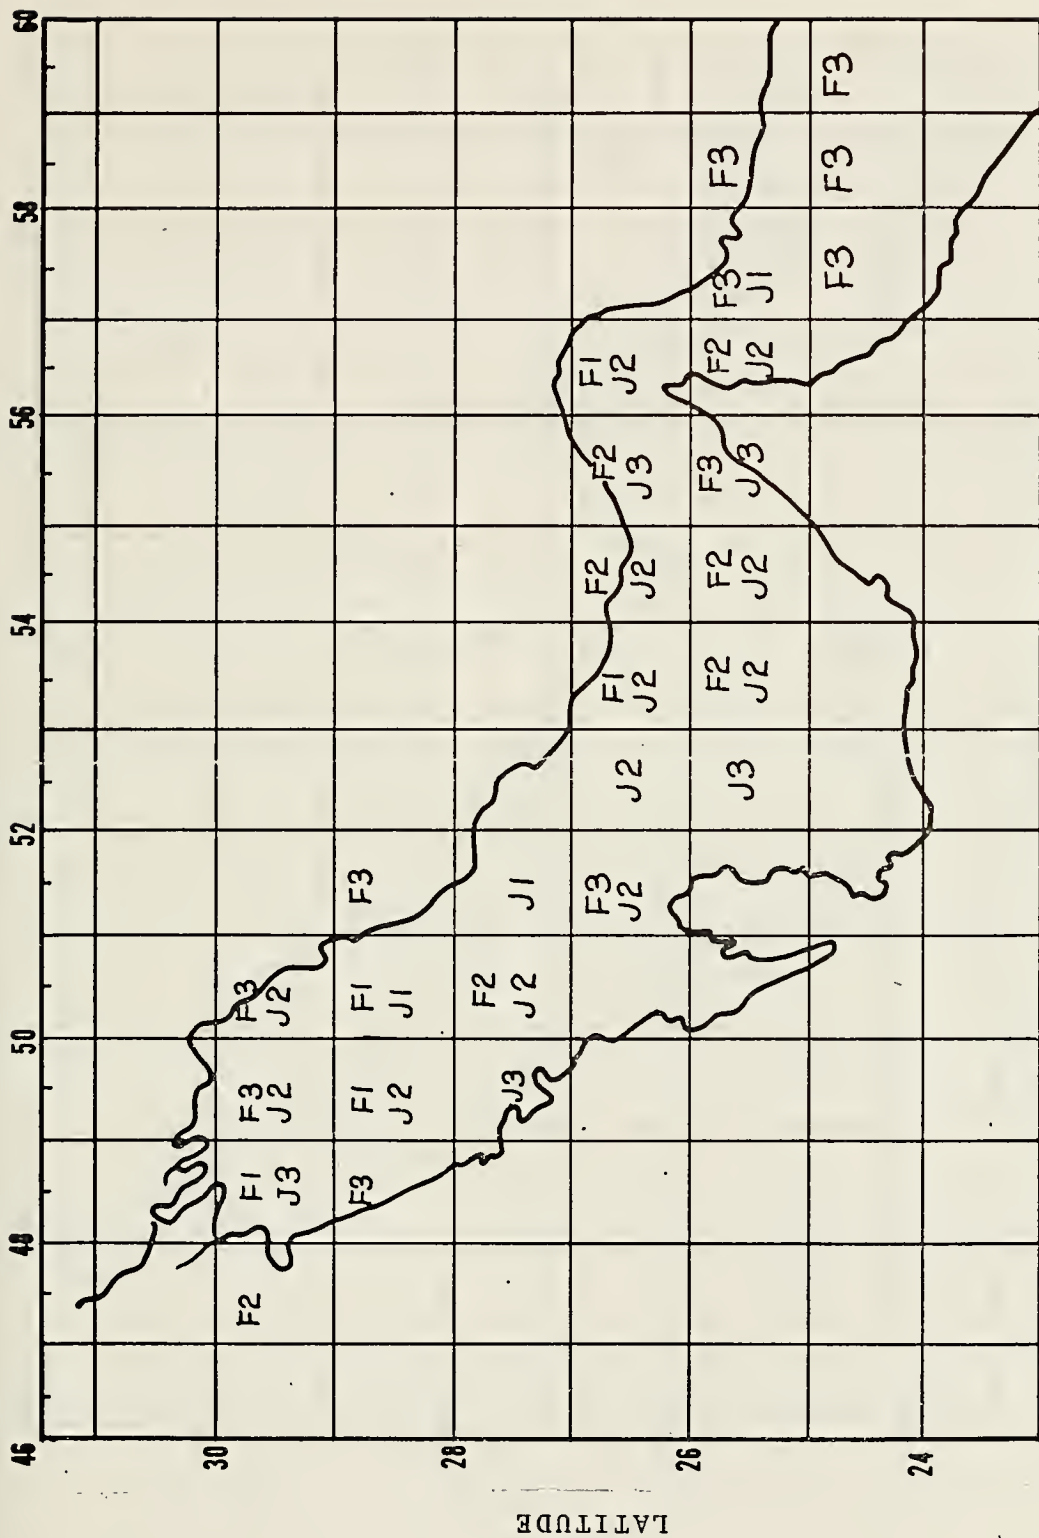 46 48 50 52 54 56 58 60
30
F2 F1 F3 F3
J3 J2 J2
F3 F1 F1 F3
J2 J1
28
F2
J3 J2 J1
F3 F1 F2 F2 F1
J2 J2 J2 J2 J3 J2
26
F2 F2 F3 F2 F3 F3
J3 J2 J2 J3 J2 J1
F3 F3 F3
24
LATITUDE